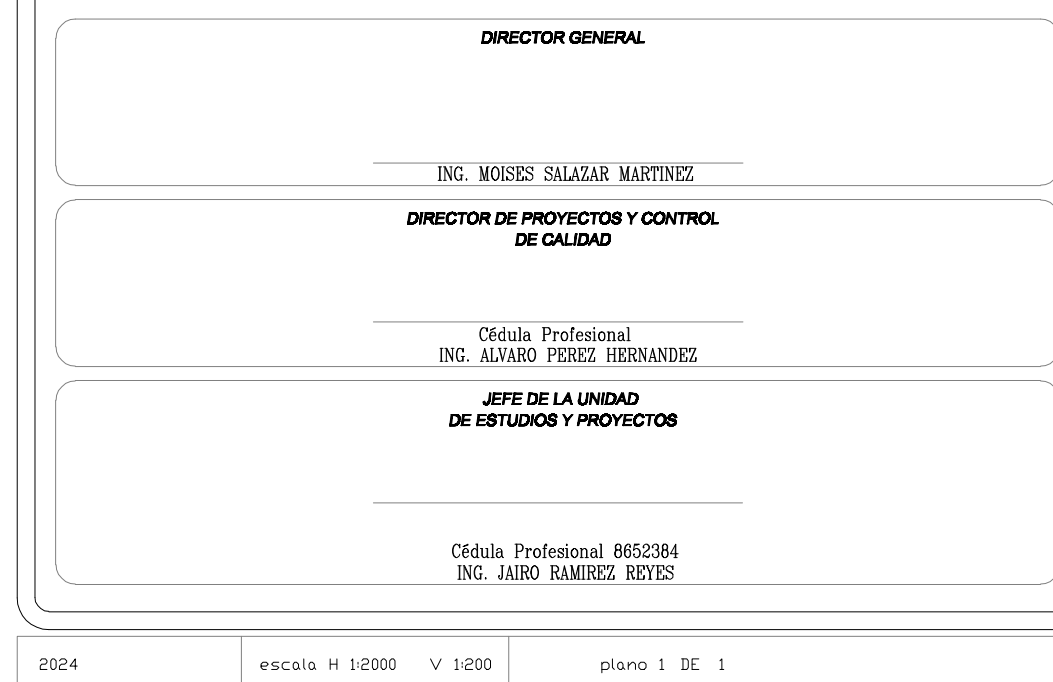 DIRECTOR GENERAL
ING. MOISES SALAZAR MARTINEZ
DIRECTOR DE PROYECTOS Y CONTROL
DE CALIDAD
Cédula Profesional
ING. ALVARO PEREZ HERNANDEZ
JEFE DE LA UNIDAD
DE ESTUDIOS Y PROYECTOS
Cédula Profesional 8652384
ING. JAIRO RAMIREZ REYES
2024 escala H 1:2000 V 1:200 plano 1 DE 1